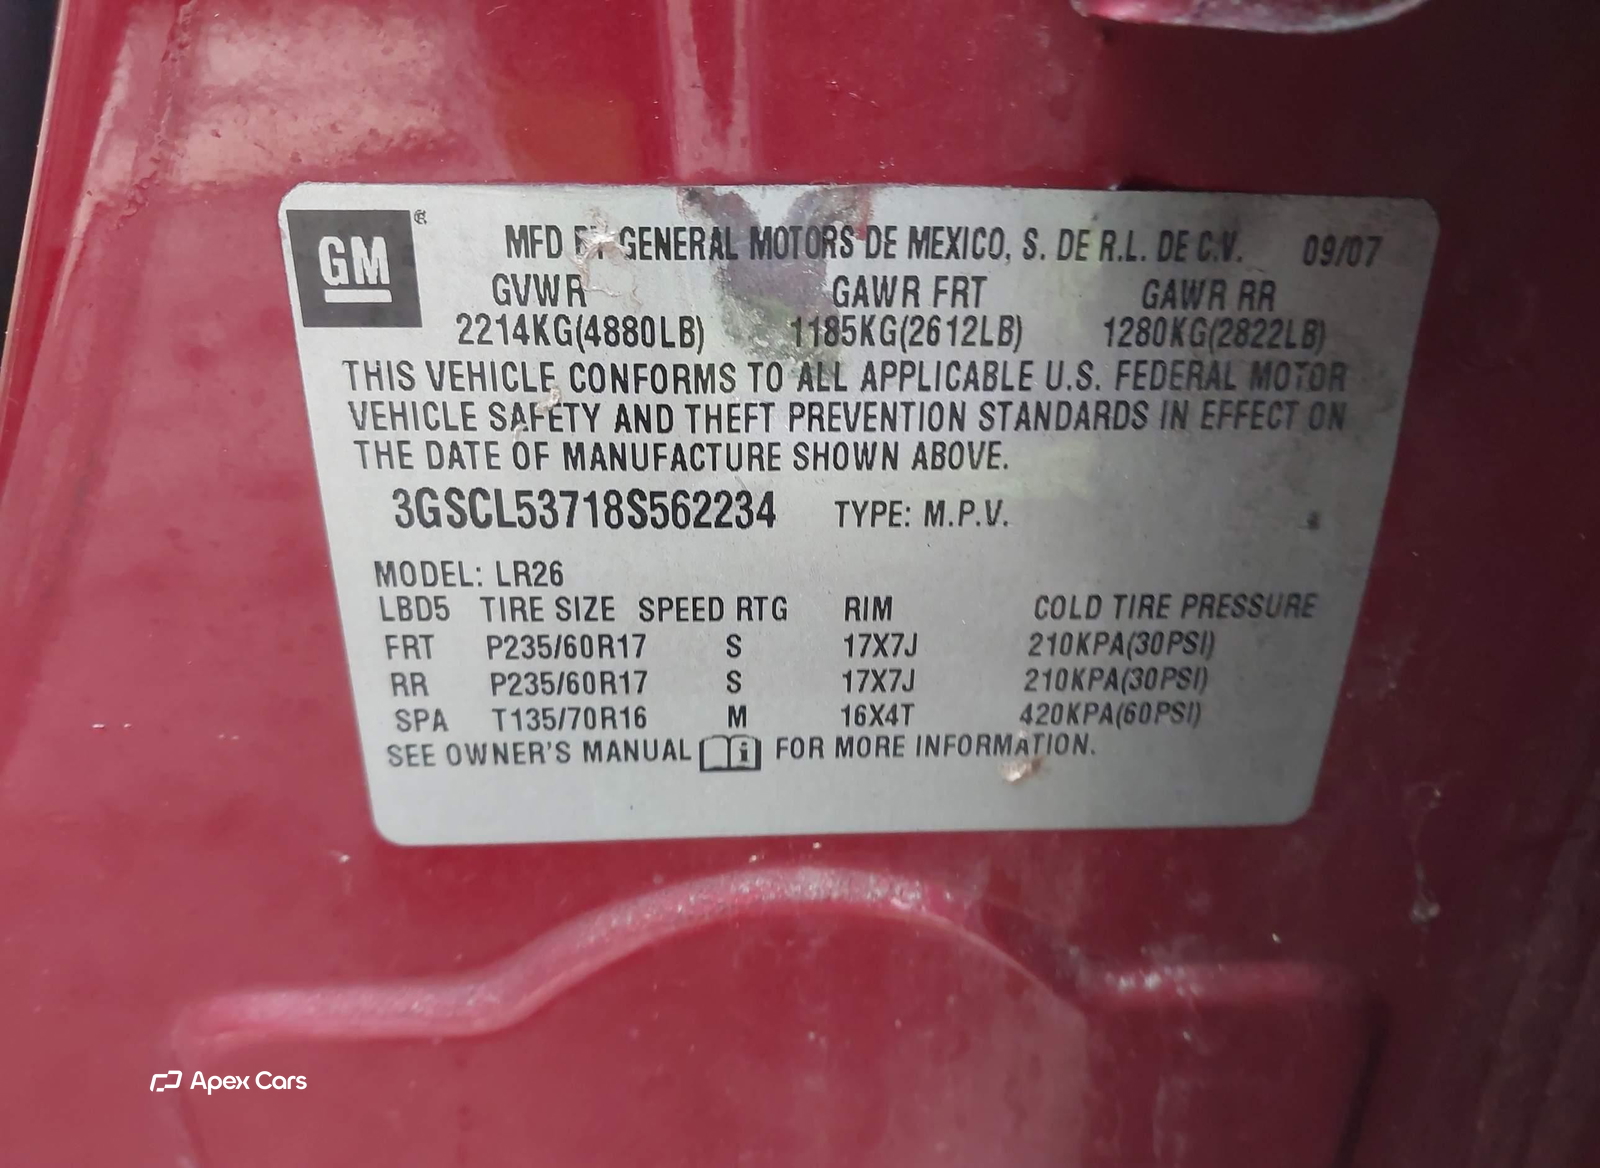 GM ®
MFD BY GENERAL MOTORS DE MEXICO, S. DE R.L. DE C.V. 09/07
GVWR GAWR FRT GAWR RR
2214KG(4880LB) 1185KG(2612LB) 1280KG(2822LB)
THIS VEHICLE CONFORMS TO ALL APPLICABLE U.S. FEDERAL MOTOR
VEHICLE SAFETY AND THEFT PREVENTION STANDARDS IN EFFECT ON
THE DATE OF MANUFACTURE SHOWN ABOVE.
3GSCL53718S562234 TYPE: M.P.V.
MODEL: LR26
LBD5 TIRE SIZE SPEED RTG RIM COLD TIRE PRESSURE
FRT P235/60R17 S 17X7J 210KPA(30PSI)
RR P235/60R17 S 17X7J 210KPA(30PSI)
SPA T135/70R16 M 16X4T 420KPA(60PSI)
SEE OWNER'S MANUAL i FOR MORE INFORMATION.
Apex Cars